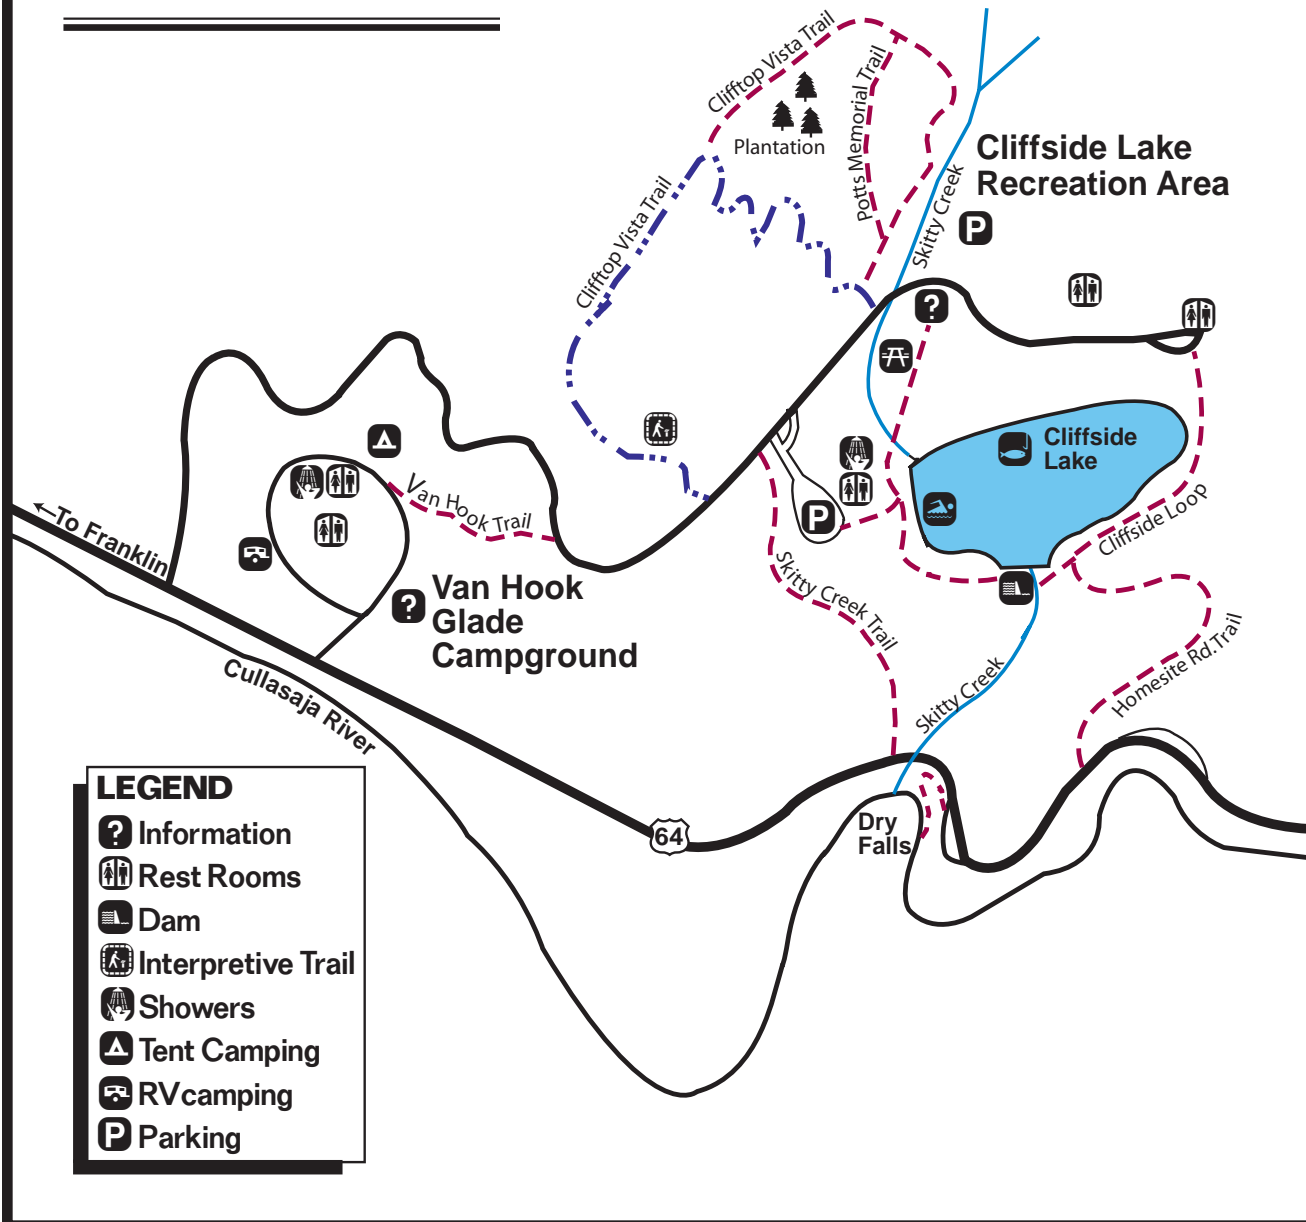 Clifftop Vista Trail
Potts Memorial Trail
Plantation
Cliffside Lake
Recreation Area
Skitty Creek
P
Clifftop Vista Trail
?
Cliffside
Lake
Van Hook Trail
←To Franklin
P
Cliffside Loop
Skitty Creek Trail
?
Van Hook
Glade
Campground
Homesite Rd.Trail
Skitty Creek
Cullasaja River
64
Dry
Falls
LEGEND
? Information
Rest Rooms
Dam
Interpretive Trail
Showers
Tent Camping
RVcamping
P Parking